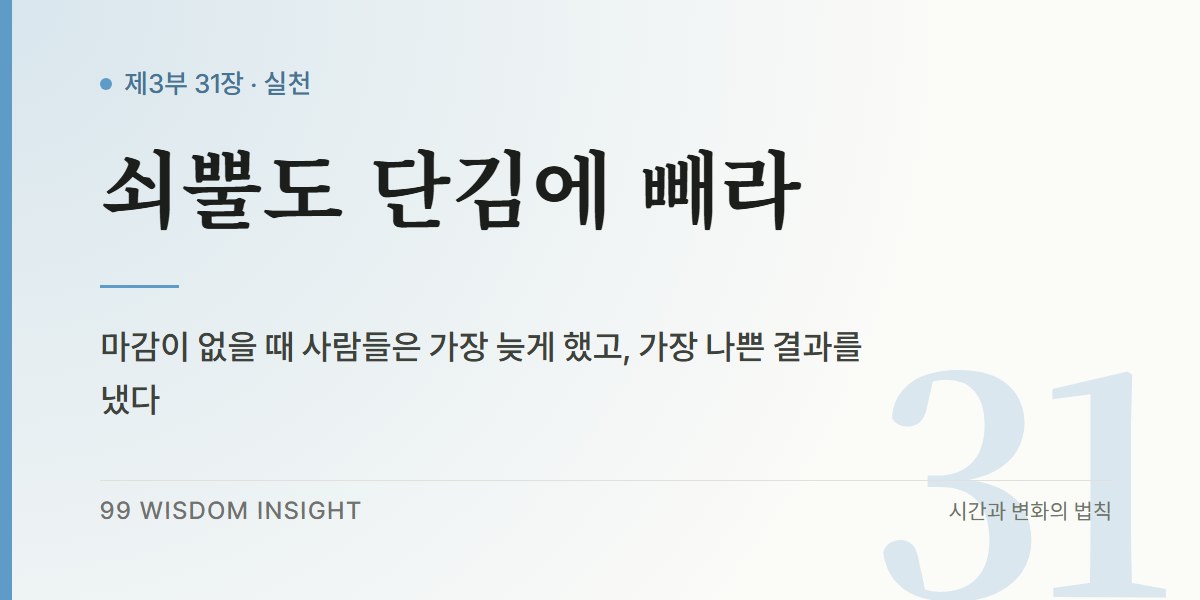 제3부 31장 · 실천
쇠뿔도 단김에 빼라
마감이 없을 때 사람들은 가장 늦게 했고, 가장 나쁜 결과를
냈다
99 WISDOM INSIGHT
시간과 변화의 법칙
31